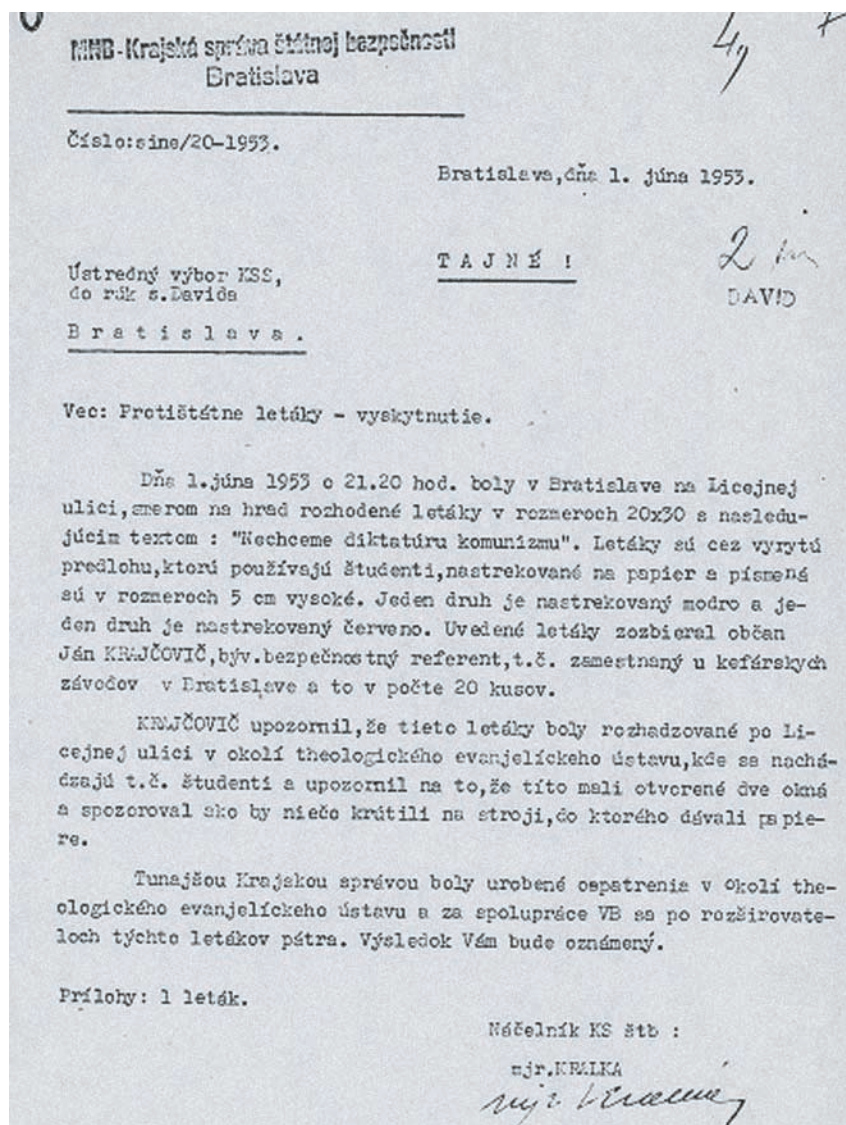 MNB-Krajská správa štátnej bezpečnosti
Bratislava
Číslo:sine/20-1953.
Bratislava,dňa 1. júna 1953.
T A J N É !
2
DAVID
Ústredný výbor KSS,
do rúk s.Davida
B r a t i s l a v a .
Vec: Protištátne letáky - vyskytnutie.
Dňa 1.júna 1953 o 21.20 hod. boly v Bratislave na Licejnej
ulici,smerom na hrad rozhodené letáky v rozmeroch 20x30 s nasledu-
júcim textom : "Nechceme diktatúru komunizmu". Letáky sú cez vyrytú
predlohu,ktorú používajú študenti,nastrekované na papier a písmená
sú v rozmeroch 5 cm vysoké. Jeden druh je nastrekovaný modro a je-
den druh je nastrekovaný červeno. Uvedené letáky zozbieral občan
Ján KRAJČOVIČ,býv.bezpečnostný referent,t.č. zamestnaný u kefárskych
závodov v Bratislave a to v počte 20 kusov.
KRAJČOVIČ upozornil,že tieto letáky boly rozhadzované po Li-
cejnej ulici v okolí theologického evanjelíckeho ústavu,kde sa nachá-
dzajú t.č. študenti a upozornil na to,že títo mali otvorené dve okná
a spozoroval ako by niečo krútili na stroji,do ktorého dávali papie-
re.
Tunajšou Krajskou správou boly urobené ospatrenia v okolí the-
ologického evanjelíckeho ústavu a za spolupráce VB sa po rozširovate-
loch týchto letákov pátra. Výsledok Vám bude oznámený.
Prílohy: 1 leták.
Náčelník KS štb :
mjr.KRALKA